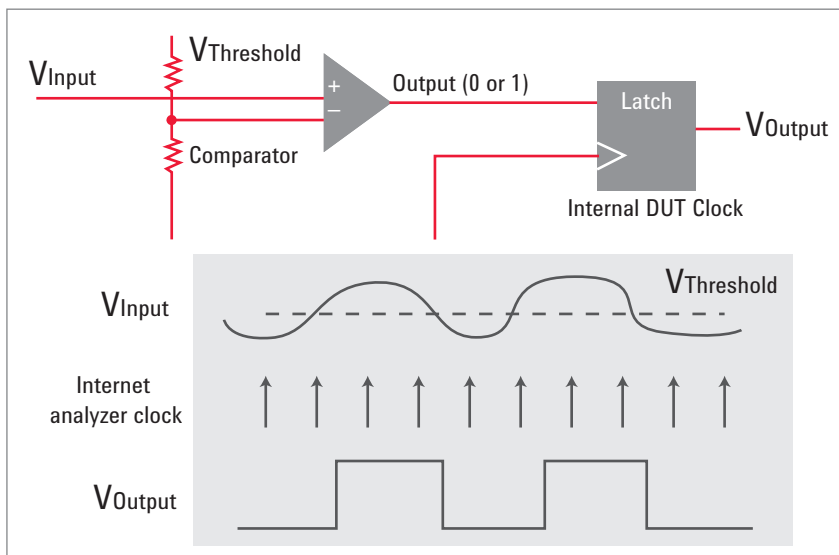 VThreshold
VInput
+
Output (0 or 1)
−
Latch
VOutput
Comparator
Internal DUT Clock
VThreshold
VInput
Internet
analyzer clock
VOutput